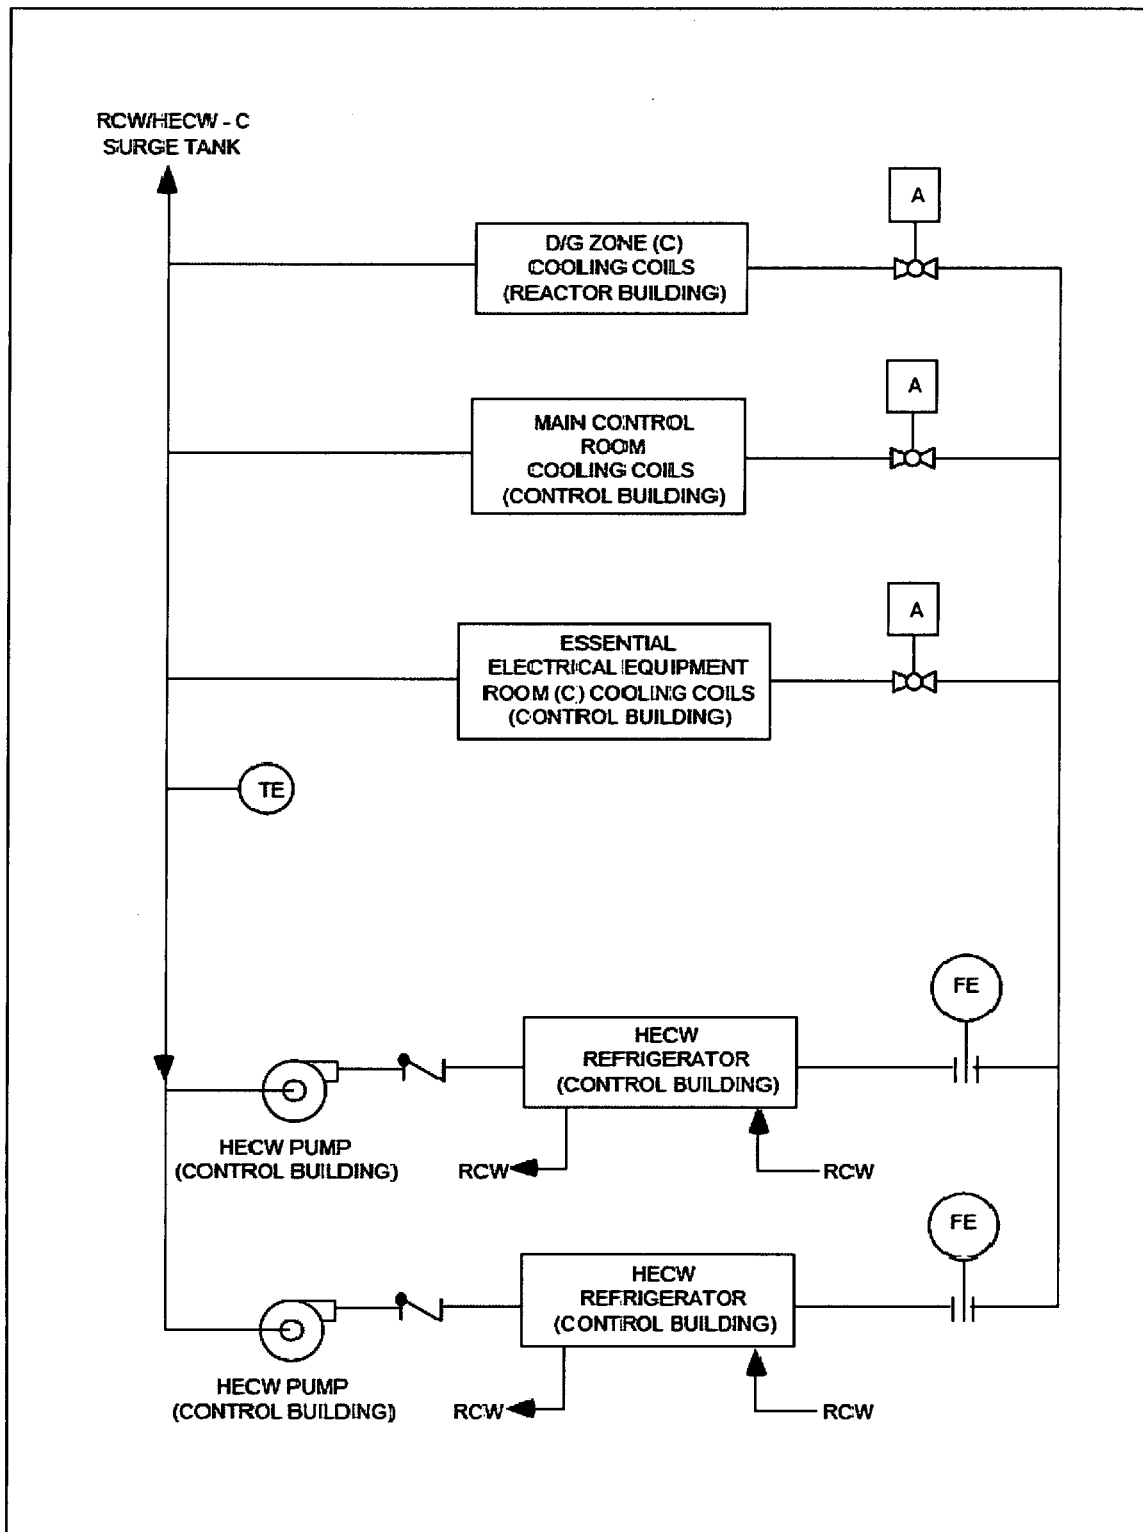 RCW/HECW - C
SURGE TANK
A
D/G ZONE (C)
COOLING COILS
(REACTOR BUILDING)
A
MAIN CONTROL
ROOM
COOLING COILS
(CONTROL BUILDING)
A
ESSENTIAL
ELECTRICAL EQUIPMENT
ROOM (C) COOLING COILS
(CONTROL BUILDING)
TE
FE
HECW
REFRIGERATOR
(CONTROL BUILDING)
HECW PUMP
(CONTROL BUILDING)
RCW
RCW
FE
HECW
REFRIGERATOR
(CONTROL BUILDING)
HECW PUMP
(CONTROL BUILDING)
RCW
RCW